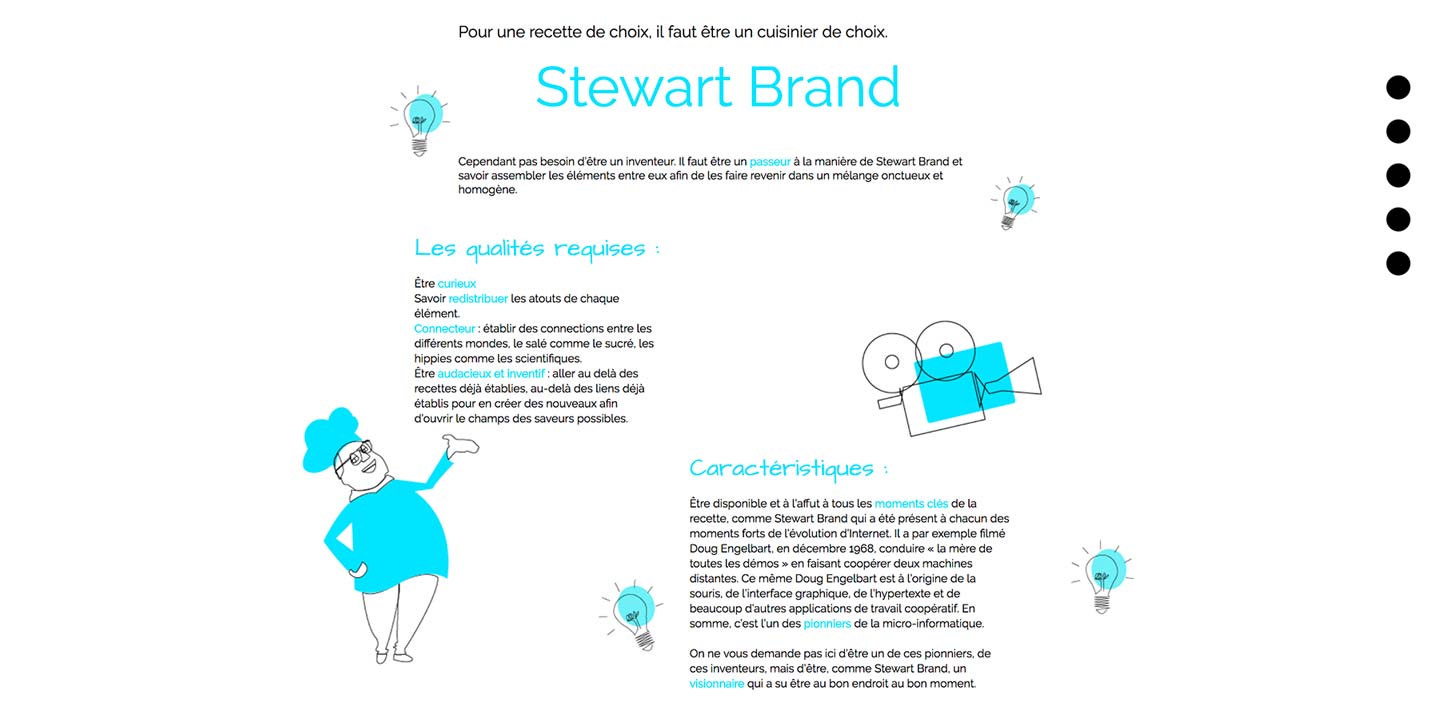 Pour une recette de choix, il faut être un cuisinier de choix.
Stewart Brand
Cependant pas besoin d'être un inventeur. Il faut être un passeur à la manière de Stewart Brand et
savoir assembler les éléments entre eux afin de les faire revenir dans un mélange onctueux et
homogène.
Les qualités requises :
Être curieux
Savoir redistribuer les atouts de chaque
élément.
Connecteur : établir des connections entre les
différents mondes, le salé comme le sucré, les
hippies comme les scientifiques.
Être audacieux et inventif : aller au delà des
recettes déjà établies, au-delà des liens déjà
établis pour en créer des nouveaux afin
d'ouvrir le champs des saveurs possibles.
Caractéristiques :
Être disponible et à l'affut à tous les moments clés de la
recette, comme Stewart Brand qui a été présent à chacun des
moments forts de l'évolution d'Internet. Il a par exemple filmé
Doug Engelbart, en décembre 1968, conduire « la mère de
toutes les démos » en faisant coopérer deux machines
distantes. Ce même Doug Engelbart est à l'origine de la
souris, de l'interface graphique, de l'hypertexte et de
beaucoup d'autres applications de travail coopératif. En
somme, c'est l'un des pionniers de la micro-informatique.
On ne vous demande pas ici d'être un de ces pionniers, de
ces inventeurs, mais d'être, comme Stewart Brand, un
visionnaire qui a su être au bon endroit au bon moment.